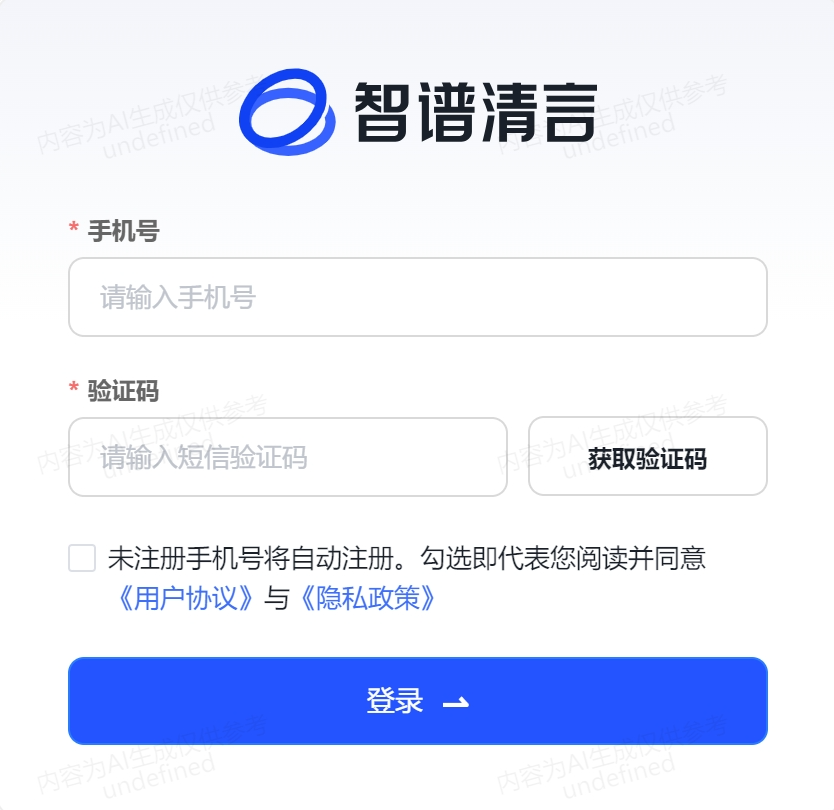 智谱清言
内容为AI生成仅供参考
undefined
内容为AI生成仅供参考
undefined
* 手机号
请输入手机号
* 验证码
请输入短信验证码
获取验证码
内容为AI生成仅供参考
undefined
内容为AI生成仅供参考
undefined
未注册手机号将自动注册。勾选即代表您阅读并同意
《用户协议》与《隐私政策》
登录
内容为AI生成仅供参考
undefined
内容为AI生成仅供参考
undefined